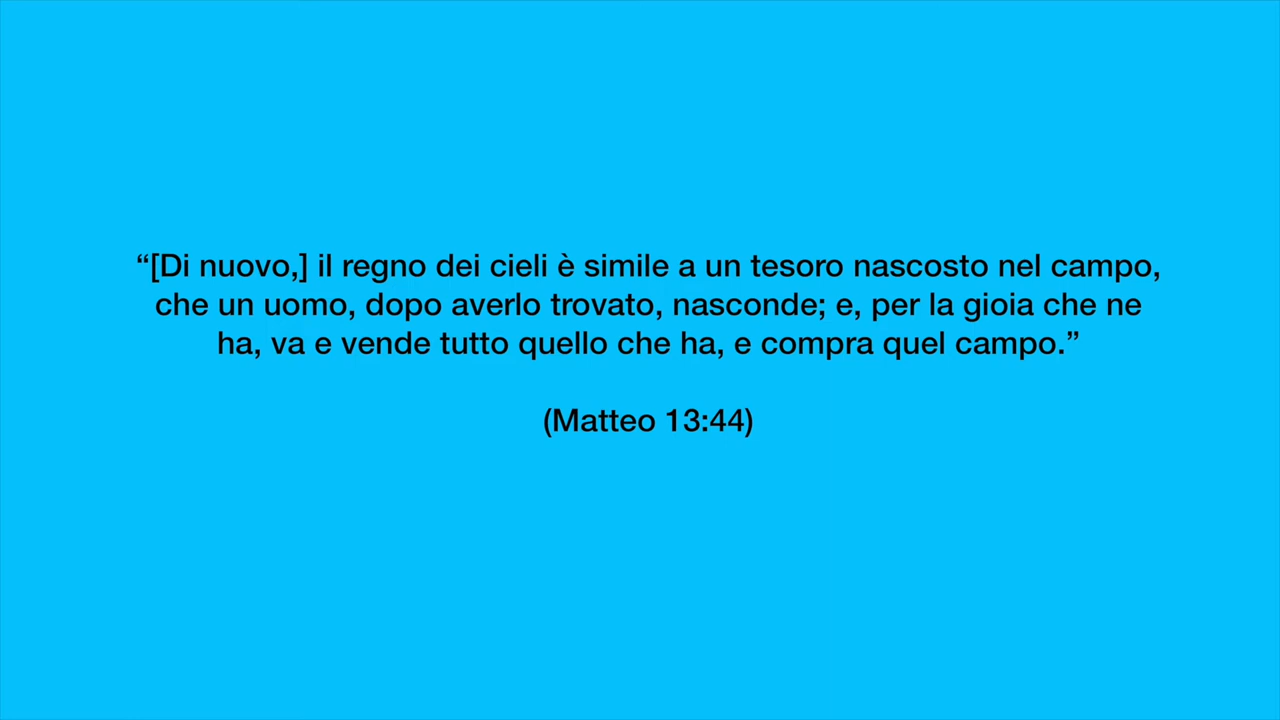 “[Di nuovo,] il regno dei cieli è simile a un tesoro nascosto nel campo,
che un uomo, dopo averlo trovato, nasconde; e, per la gioia che ne
ha, va e vende tutto quello che ha, e compra quel campo.”
(Matteo 13:44)